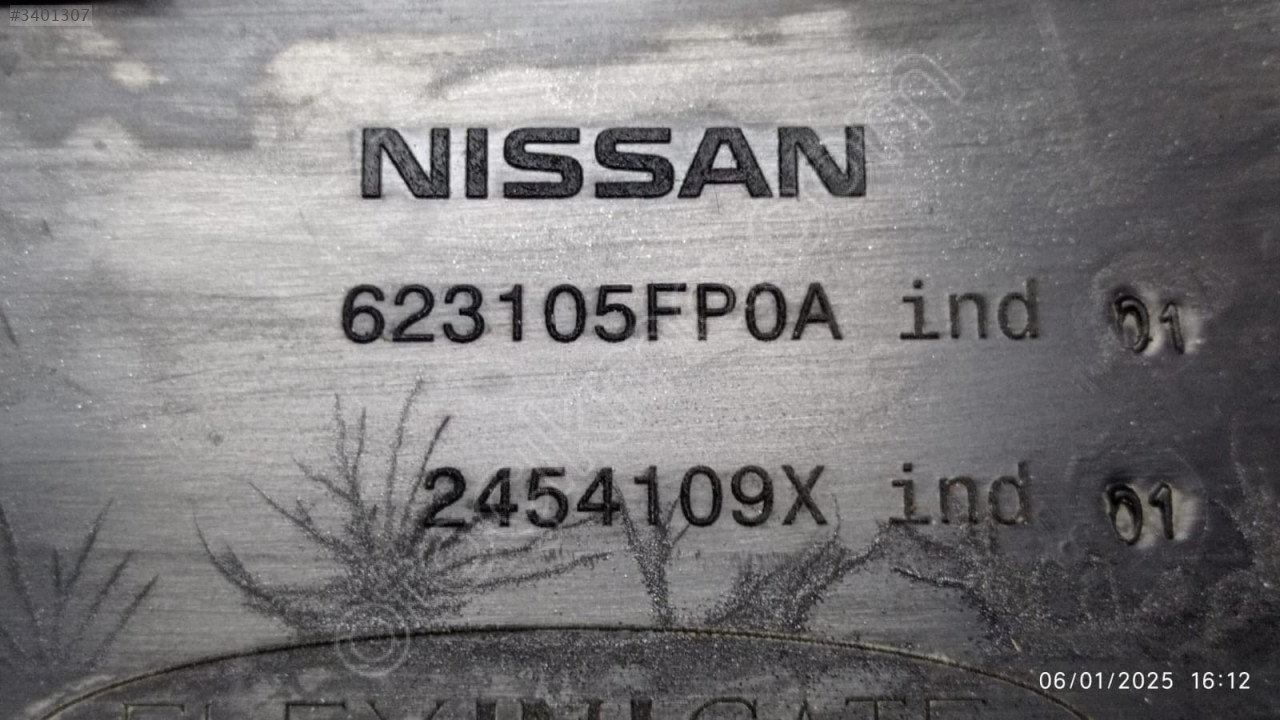 #3401307
NISSAN
623105FP0A ind 01
2454109X ind 01
06/01/2025 16:12